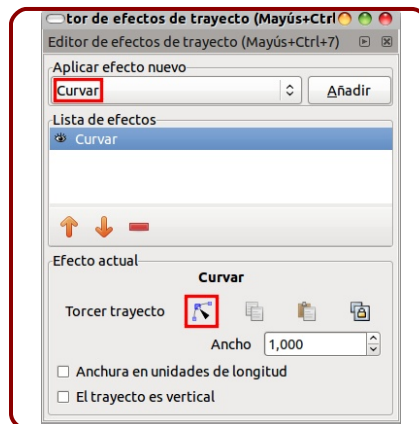 tor de efectos de trayecto (Mayús+Ctrl
Editor de efectos de trayecto (Mayús+Ctrl+7)
Aplicar efecto nuevo
Curvar
Añadir
Lista de efectos
Curvar
Efecto actual
Curvar
Torcer trayecto
Ancho 1,000
Anchura en unidades de longitud
El trayecto es vertical